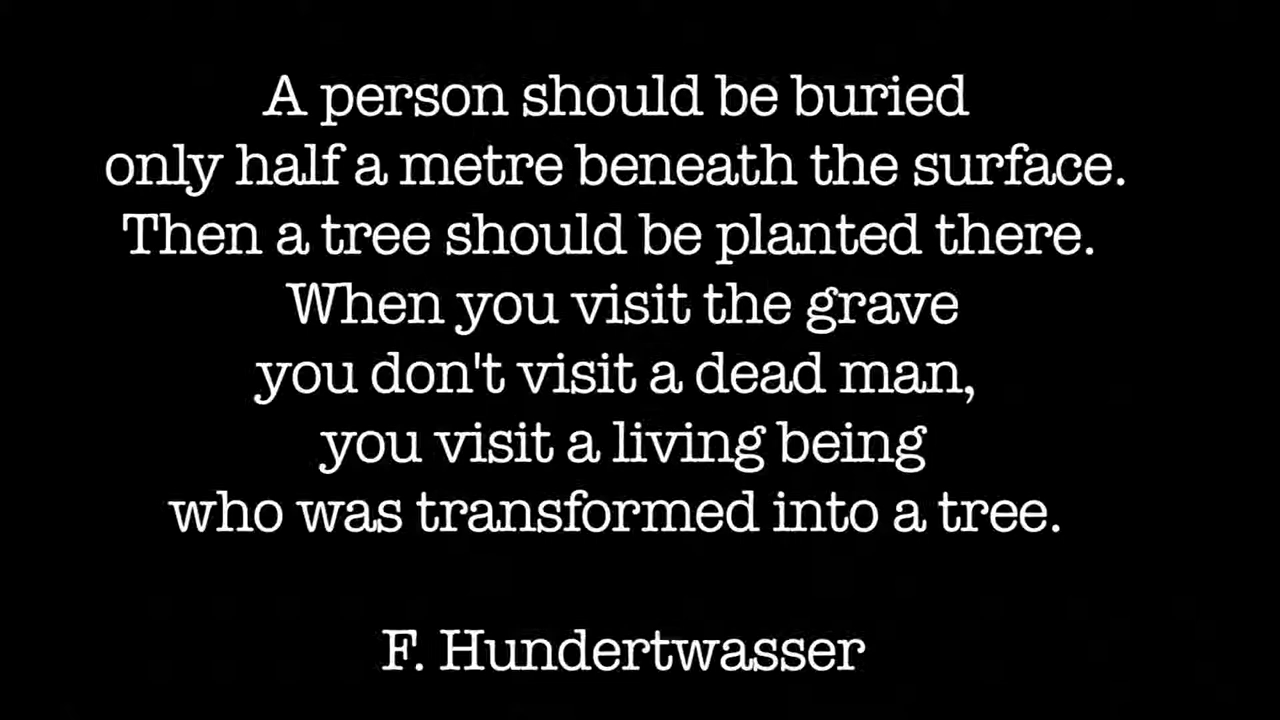 A person should be buried
only half a metre beneath the surface.
Then a tree should be planted there.
When you visit the grave
you don't visit a dead man,
you visit a living being
who was transformed into a tree.
F. Hundertwasser